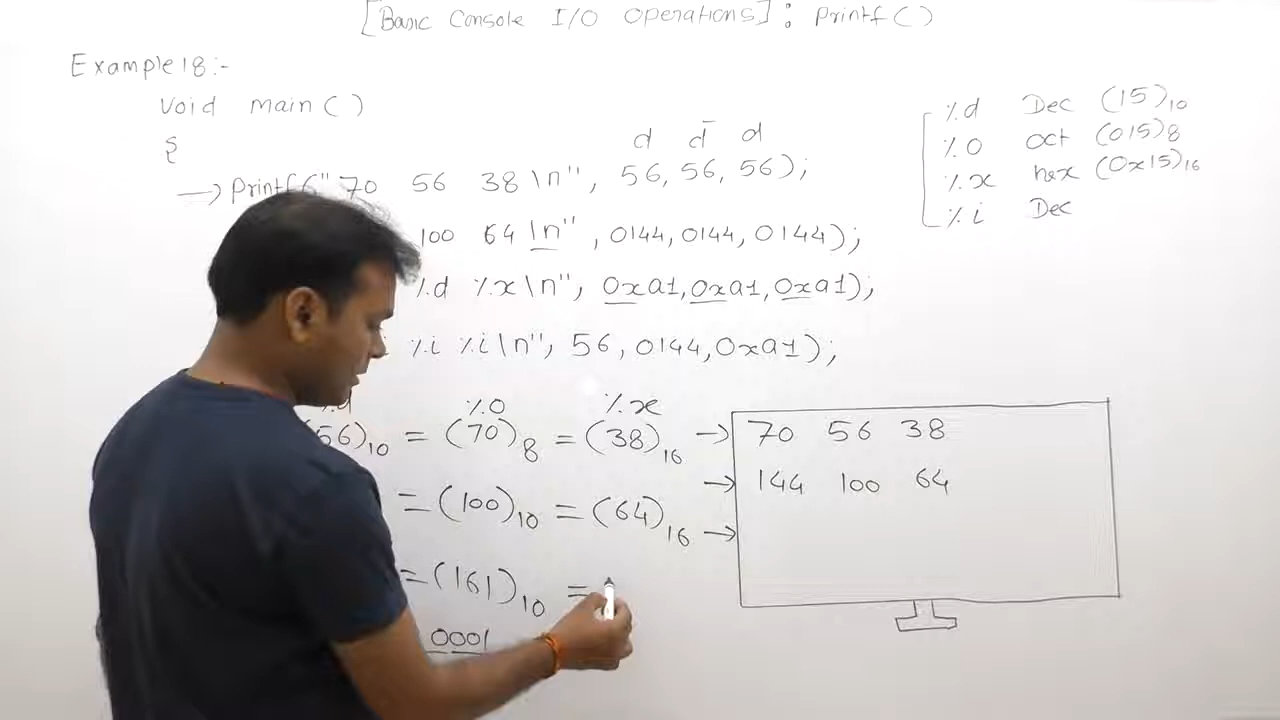 [Basic Console I/O Operations] : Printf ( )
Example 18:-
Void main ( )
{
d d d
→ Printf (" 70 56 38 \n", 56, 56, 56);
100 64 \n", 0144, 0144, 0144);
%d %x \n", 0xa1, 0xa1, 0xa1);
%i %i \n", 56, 0144, 0xa1);
%d Dec (15)10
%o Oct (015)8
%x hex (0x15)16
%i Dec
%d %o %x
(56)10 = (70)8 = (38)16
= (100)10 = (64)16
= (161)10 =
0001
→ 70 56 38
→ 144 100 64
→